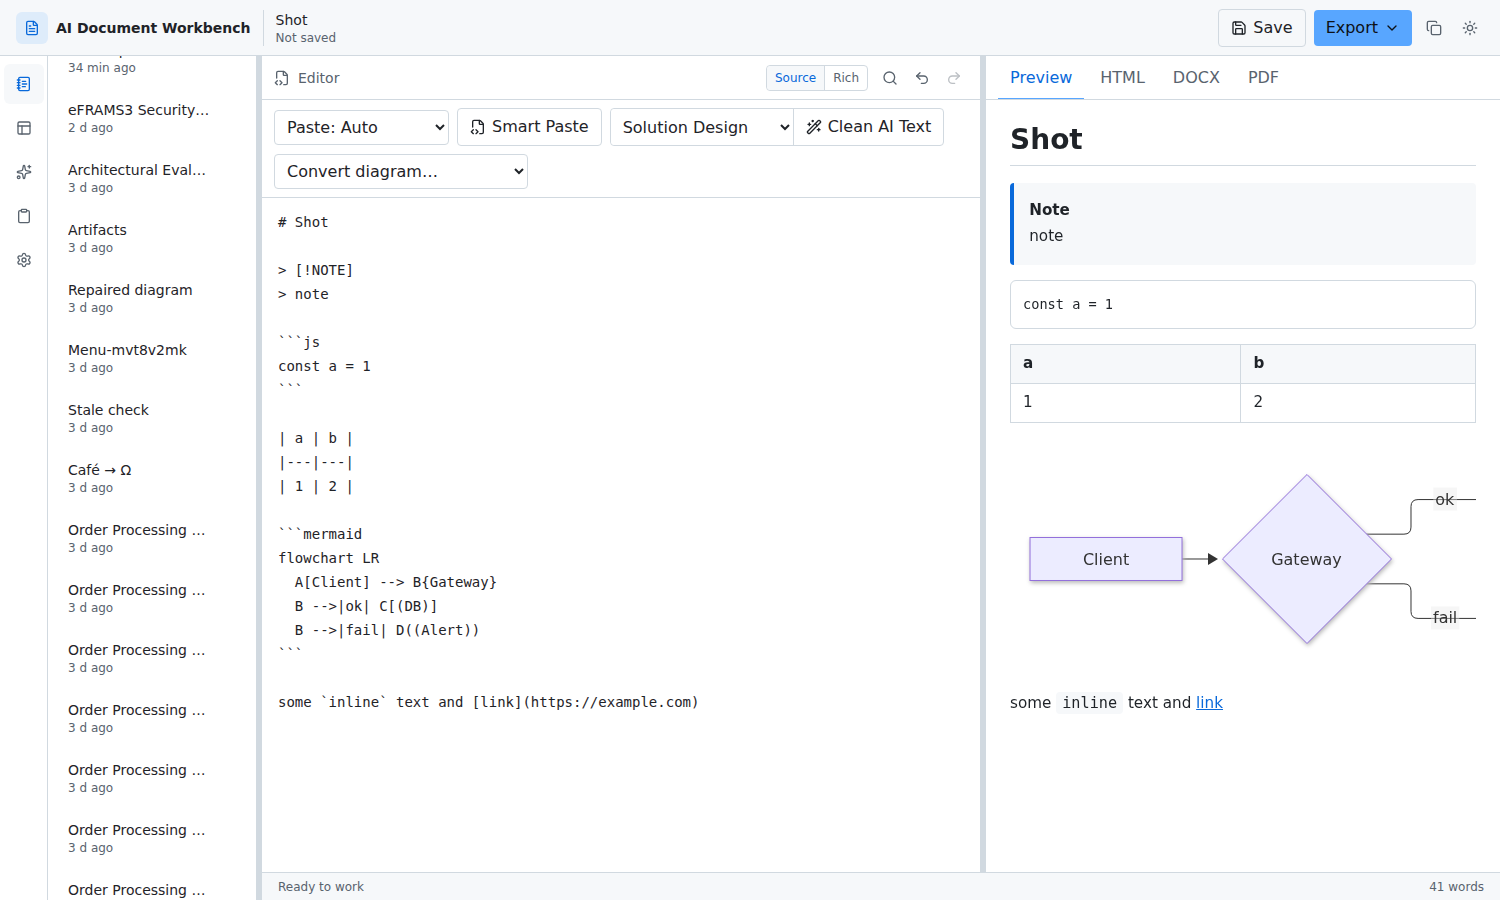 AI Document Workbench
Shot
Not saved
Save
Export
34 min ago
eFRAMS3 Security…
2 d ago
Architectural Eval…
3 d ago
Artifacts
3 d ago
Repaired diagram
3 d ago
Menu-mvt8v2mk
3 d ago
Stale check
3 d ago
Café → Ω
3 d ago
Order Processing …
3 d ago
Order Processing …
3 d ago
Order Processing …
3 d ago
Order Processing …
3 d ago
Order Processing …
3 d ago
Order Processing …
3 d ago
Order Processing …
Editor
Source
Rich
Paste: Auto
Smart Paste
Solution Design
Clean AI Text
Convert diagram…
# Shot
> [!NOTE]
> note
```js
const a = 1
```
| a | b |
|---|---|
| 1 | 2 |
```mermaid
flowchart LR
  A[Client] --> B{Gateway}
  B -->|ok| C[(DB)]
  B -->|fail| D((Alert))
```
some `inline` text and [link](https://example.com)
Preview
HTML
DOCX
PDF
Shot
Note
note
const a = 1
a b
1 2
Client
Gateway
ok
fail
some inline text and link
Ready to work
41 words